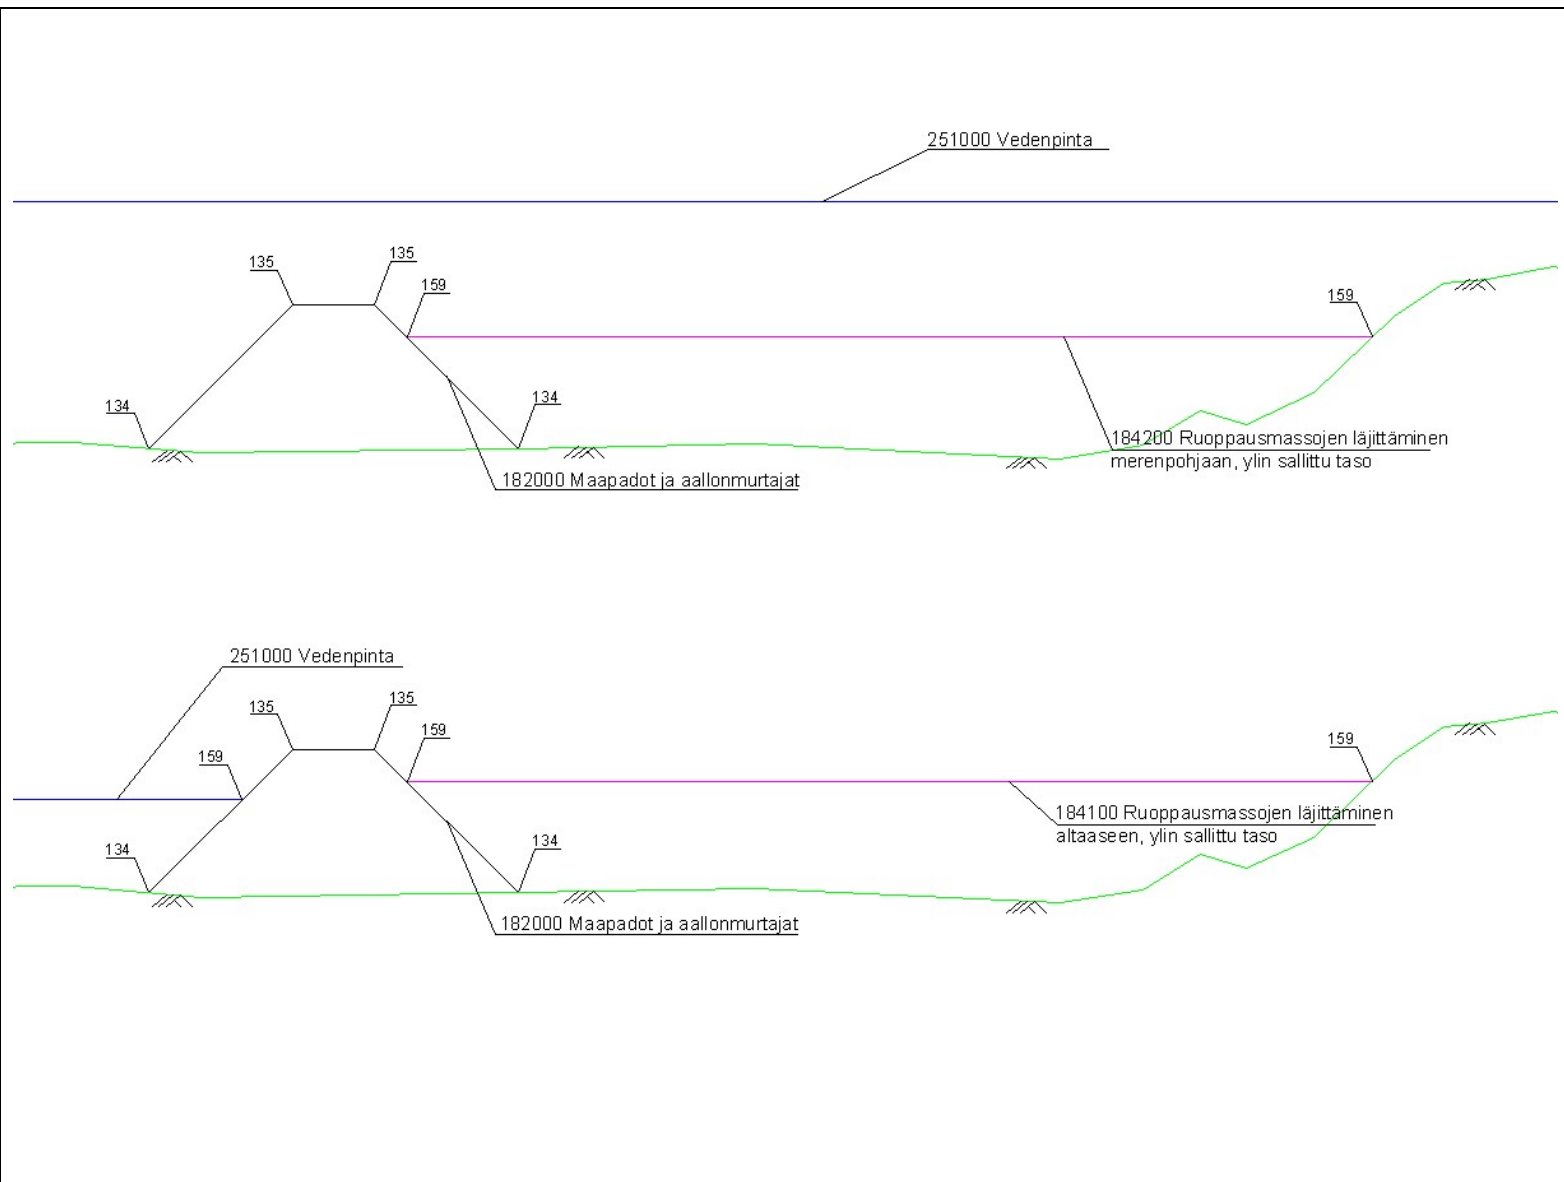 251000 Vedenpinta
135
135
159
159
134
134
184200 Ruoppausmassojen läjittäminen
merenpohjaan, ylin sallittu taso
182000 Maapadot ja aallonmurtajat
251000 Vedenpinta
135
135
159
159
159
184100 Ruoppausmassojen läjittäminen
altaaseen, ylin sallittu taso
134
134
182000 Maapadot ja aallonmurtajat